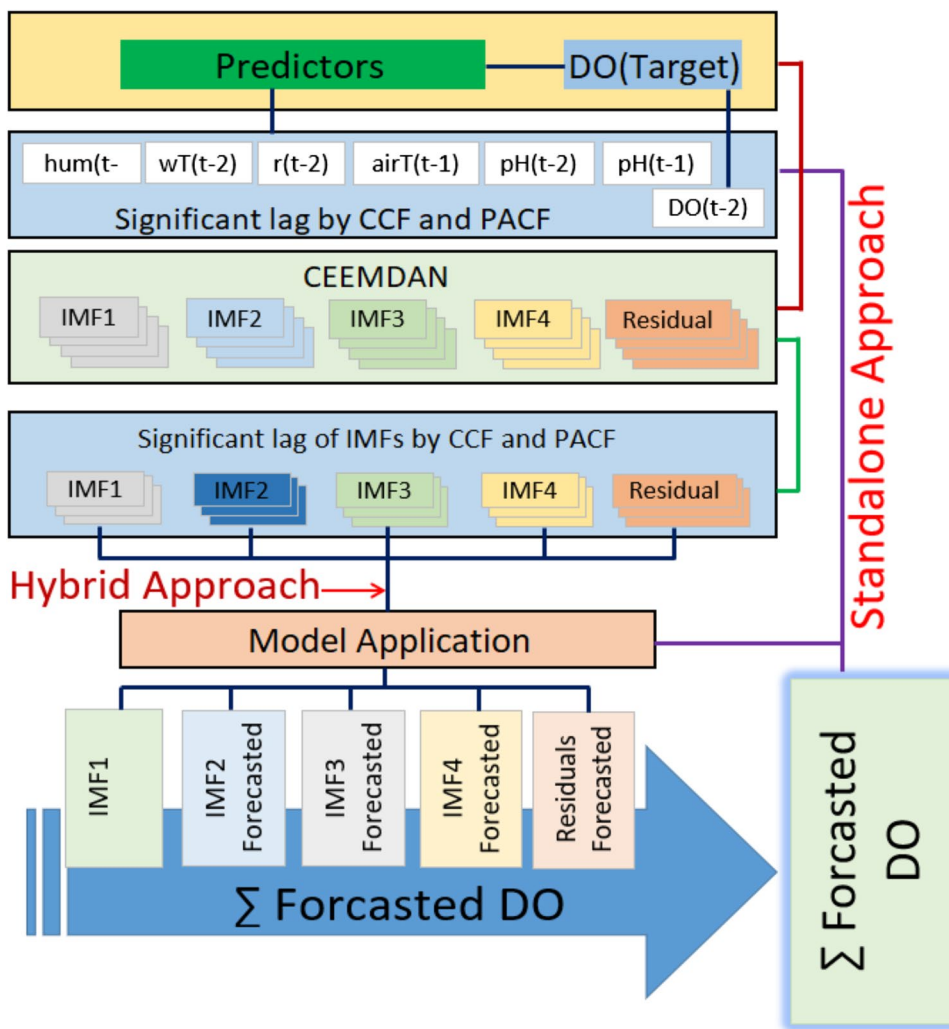 Predictors
DO(Target)
hum(t-
wT(t-2)
r(t-2)
airT(t-1)
pH(t-2)
pH(t-1)
DO(t-2)
Significant lag by CCF and PACF
CEEMDAN
IMF1
IMF2
IMF3
IMF4
Residual
Significant lag of IMFs by CCF and PACF
IMF1
IMF2
IMF3
IMF4
Residual
Hybrid Approach
Standalone Approach
Model Application
IMF1
IMF2
Forecasted
IMF3
Forecasted
IMF4
Forecasted
Residuals
Forecasted
∑ Forcasted DO
∑ Forcasted
DO